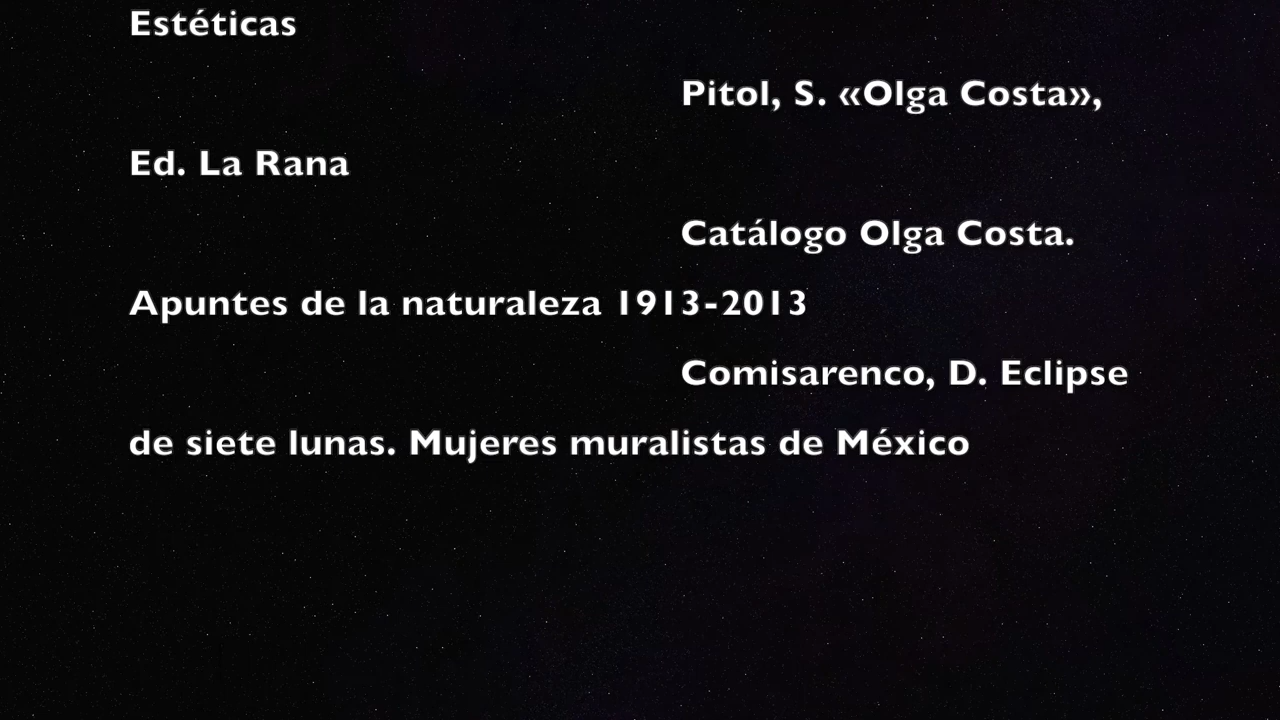 Estéticas
Pitol, S. «Olga Costa»,
Ed. La Rana
Catálogo Olga Costa.
Apuntes de la naturaleza 1913-2013
Comisarenco, D. Eclipse
de siete lunas. Mujeres muralistas de México